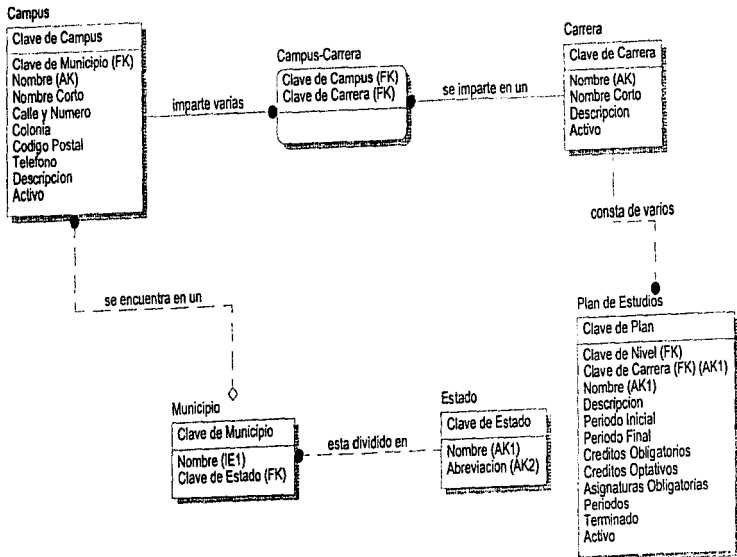 Campus
Clave de Campus
Clave de Municipio (FK)
Nombre (AK)
Nombre Corto
Calle y Numero
Colonia
Codigo Postal
Telefono
Descripcion
Activo
imparte varias
Campus-Carrera
Clave de Campus (FK)
Clave de Carrera (FK)
se imparte en un
Carrera
Clave de Carrera
Nombre (AK)
Nombre Corto
Descripcion
Activo
consta de varios
se encuentra en un
Municipio
Clave de Municipio
Nombre (IE1)
Clave de Estado (FK)
esta dividido en
Estado
Clave de Estado
Nombre (AK1)
Abreviacion (AK2)
Plan de Estudios
Clave de Plan
Clave de Nivel (FK)
Clave de Carrera (FK) (AK1)
Nombre (AK1)
Descripcion
Periodo Inicial
Periodo Final
Creditos Obligatorios
Creditos Optativos
Asignaturas Obligatorias
Periodos
Terminado
Activo